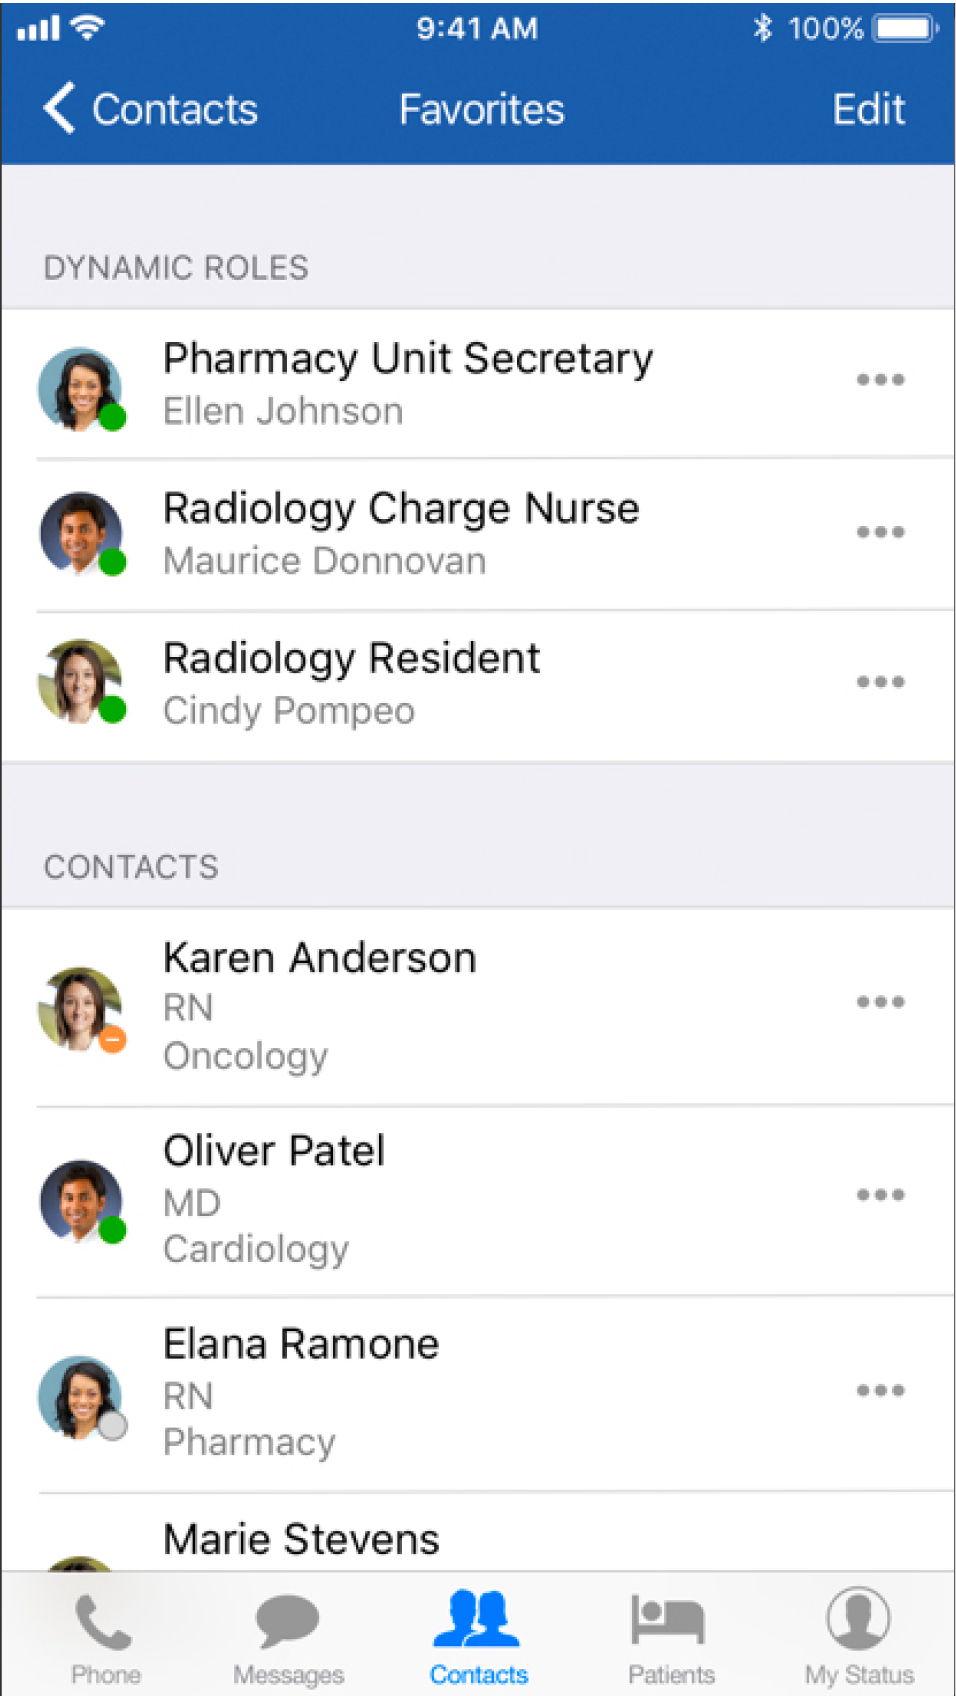 9:41 AM 100%
Contacts Favorites Edit
DYNAMIC ROLES
Pharmacy Unit Secretary
Ellen Johnson
Radiology Charge Nurse
Maurice Donnovan
Radiology Resident
Cindy Pompeo
CONTACTS
Karen Anderson
RN
Oncology
Oliver Patel
MD
Cardiology
Elana Ramone
RN
Pharmacy
Marie Stevens
Phone Messages Contacts Patients My Status